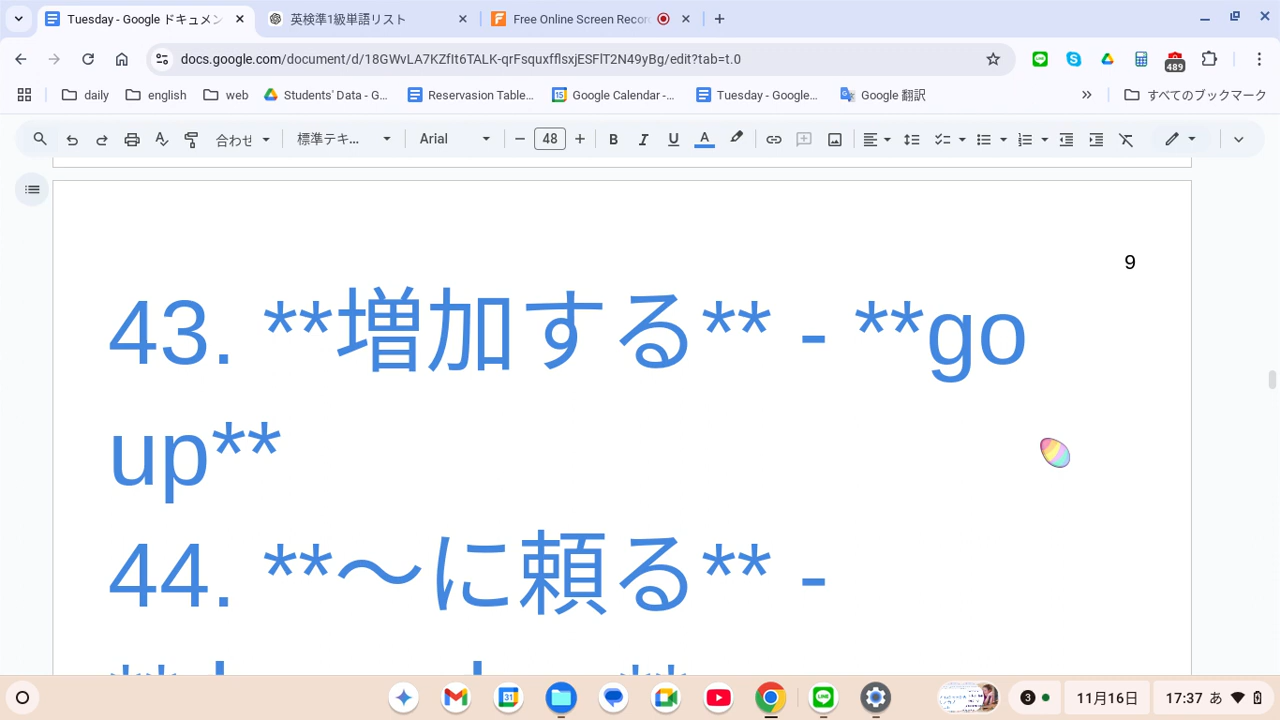 Tuesday - Google ドキュメン
英検準1級単語リスト
Free Online Screen Recor
docs.google.com/document/d/
/edit?tab=t.0
489
daily
english
web
Students' Data - G...
Reservasion Table...
Google Calendar -...
Tuesday - Google...
Google 翻訳
»
すべてのブックマーク
合わせ
標準テキ...
Arial
48
B
I
U
A
9
43. **増加する** - **go
up**
44. **〜に頼る** -
31
3
11月16日
17:37
あ